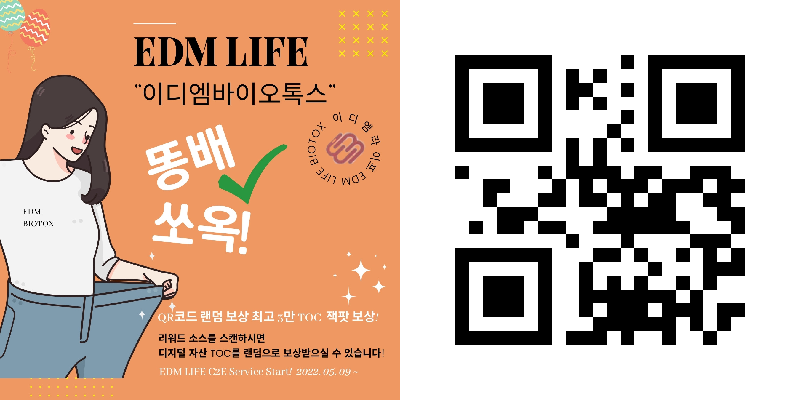 EDM LIFE
"이디엠바이오톡스"
이디엠라이프 EDM LIFE BIOTOX
똥배
쏘옥!
EDM
BIOTOX
QR코드 랜덤 보상 최고 5만 TOC 잭팟 보상!
리워드 소스를 스캔하시면
디지털 자산 TOC를 랜덤으로 보상받으실 수 있습니다!
EDM LIFE C2E Service Start! 2022. 05. 09 ~